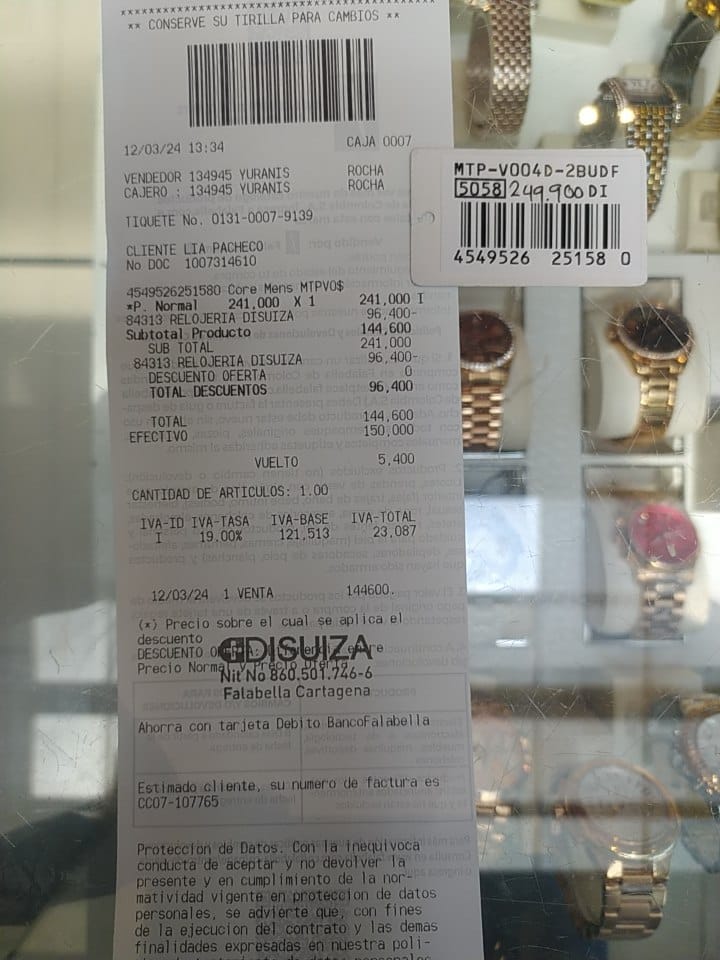 ** CONSERVE SU TIRILLA PARA CAMBIOS **
12/03/24 13:34 CAJA 0007
VENDEDOR 134945 YURANIS ROCHA
CAJERO : 134945 YURANIS ROCHA
TIQUETE No. 0131-0007-9139
CLIENTE LIA PACHECO
No DOC 1007314610
4549526251580 Core Mens MTPV0$
*P. Normal 241,000 X 1 241,000 I
84313 RELOJERIA DISUIZA 96,400-
Subtotal Producto 144,600
SUB TOTAL 241,000
84313 RELOJERIA DISUIZA 96,400-
DESCUENTO OFERTA 0
TOTAL DESCUENTOS 96,400
TOTAL 144,600
EFECTIVO 150,000
VUELTO 5,400
CANTIDAD DE ARTICULOS: 1.00
IVA-ID IVA-TASA IVA-BASE IVA-TOTAL
I 19.00% 121,513 23,087
12/03/24 1 VENTA 144600.
(*) Precio sobre el cual se aplica el
descuento
DESCUENTO
DISUIZA
Precio Normal y Precio Oferta
Nit No 860.501.746-6
Falabella Cartagena
Ahorra con tarjeta Debito BancoFalabella
Estimado cliente, su numero de factura es
CC07-107765
Proteccion de Datos. Con la inequivoca
conducta de aceptar y no devolver la
presente y en cumplimiento de la nor-
matividad vigente en proteccion de datos
personales, se advierte que, con fines
de la ejecucion del contrato y las demas
finalidades expresadas en nuestra poli-
MTP-V004D-2BUDF
5058 249.900 DI
4549526 25158 0